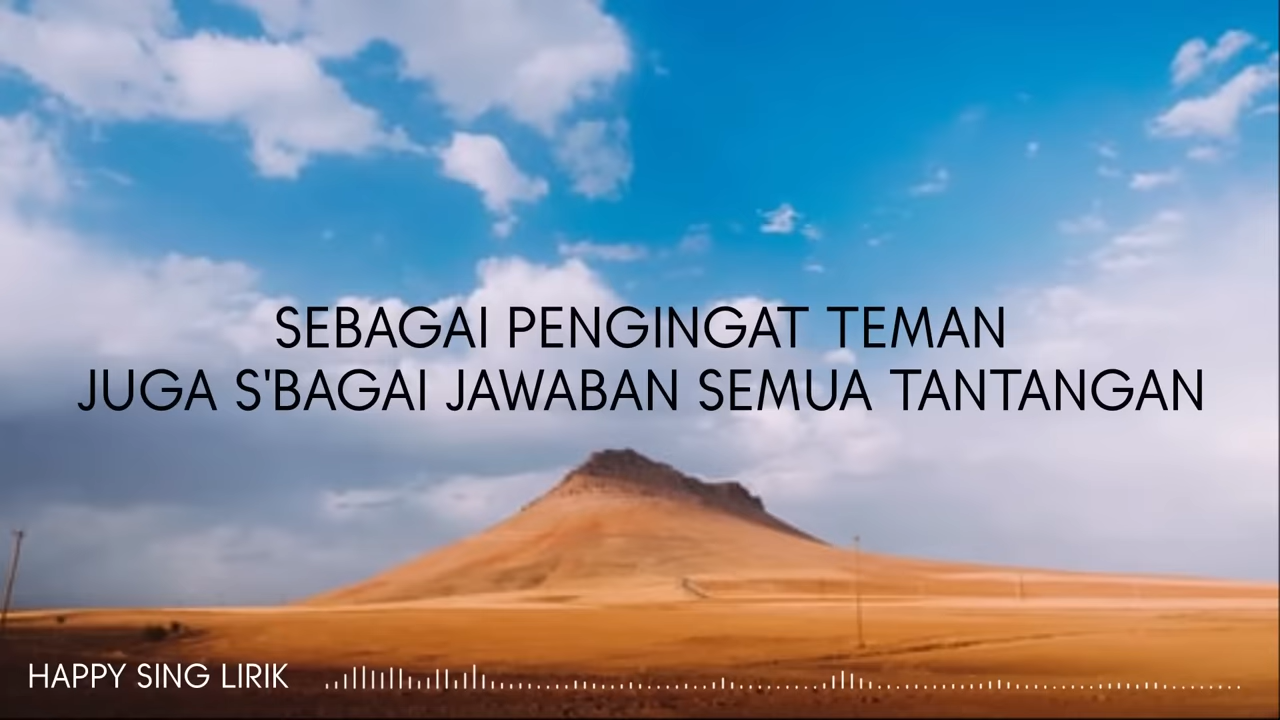 SEBAGAI PENGINGAT TEMAN
JUGA S'BAGAI JAWABAN SEMUA TANTANGAN
HAPPY SING LIRIK